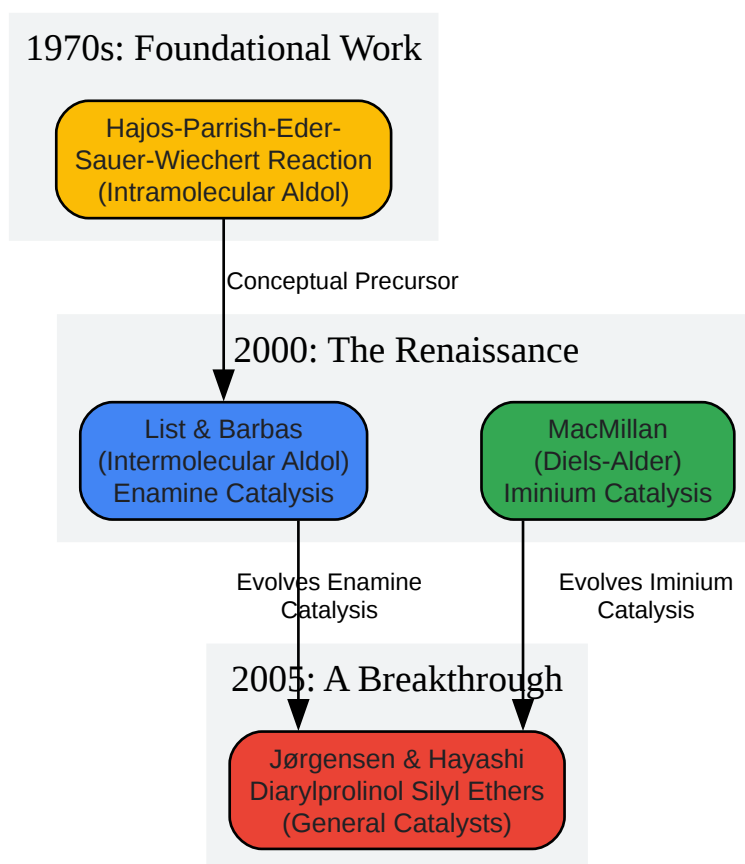 1970s: Foundational Work
Hajos-Parrish-Eder-
Sauer-Wiechert Reaction
(Intramolecular Aldol)
Conceptual Precursor
2000: The Renaissance
List & Barbas
(Intermolecular Aldol)
Enamine Catalysis
MacMillan
(Diels-Alder)
Iminium Catalysis
Evolves Enamine
Catalysis
Evolves Iminium
Catalysis
2005: A Breakthrough
Jørgensen & Hayashi
Diarylprolinol Silyl Ethers
(General Catalysts)